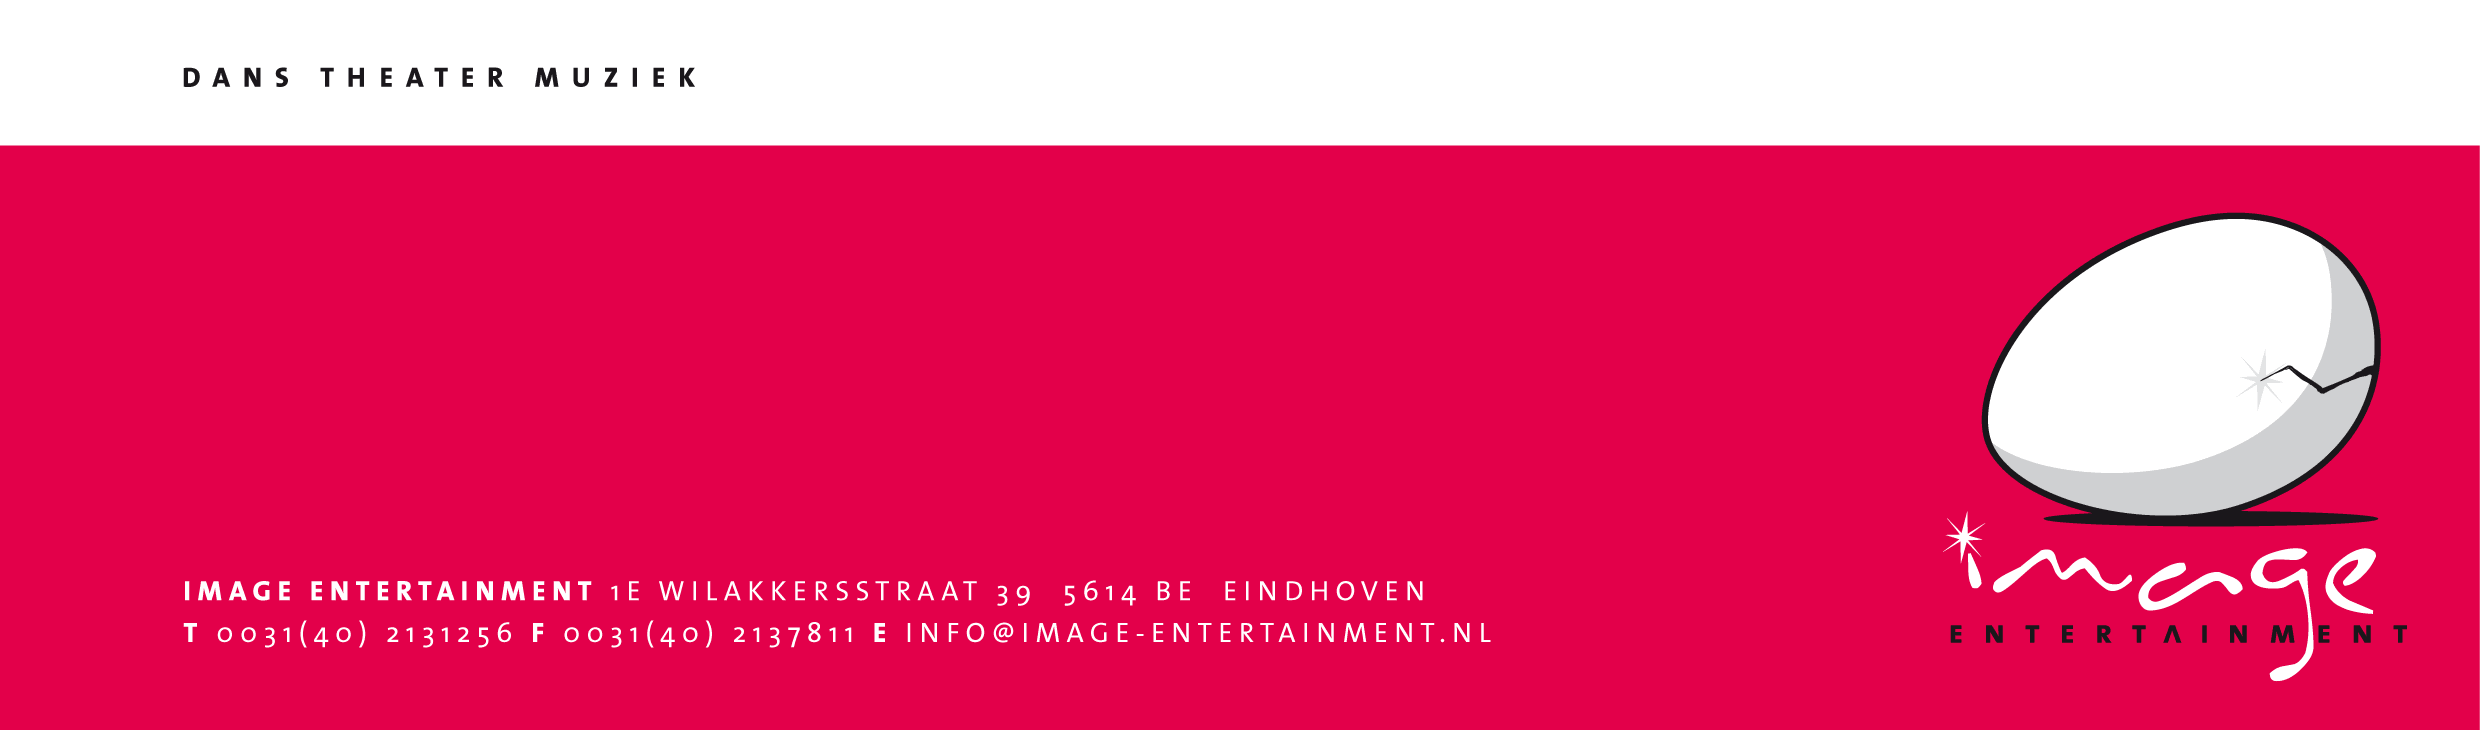 DANS THEATER MUZIEK
IMAGE ENTERTAINMENT 1E WILAKKERSSTRAAT 39 5614 BE EINDHOVEN
T 0031(40) 2131256 F 0031(40) 2137811 E INFO@IMAGE-ENTERTAINMENT.NL
image
ENTERTAINMENT